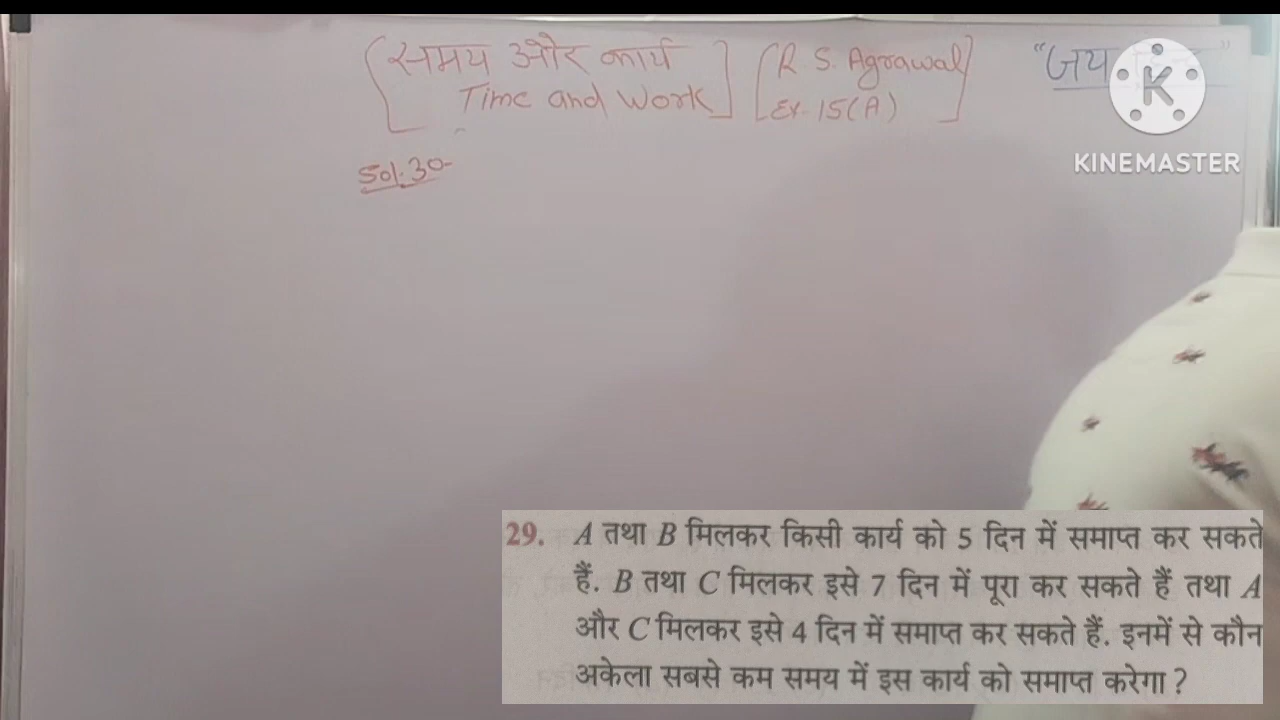 समय और कार्य
Time and Work
R S. Agrawal
Ex. 15(A)
"जय
KINEMASTER
Sol. 30-
29. A तथा B मिलकर किसी कार्य को 5 दिन में समाप्त कर सकते
हैं. B तथा C मिलकर इसे 7 दिन में पूरा कर सकते हैं तथा A
और C मिलकर इसे 4 दिन में समाप्त कर सकते हैं. इनमें से कौन
अकेला सबसे कम समय में इस कार्य को समाप्त करेगा ?